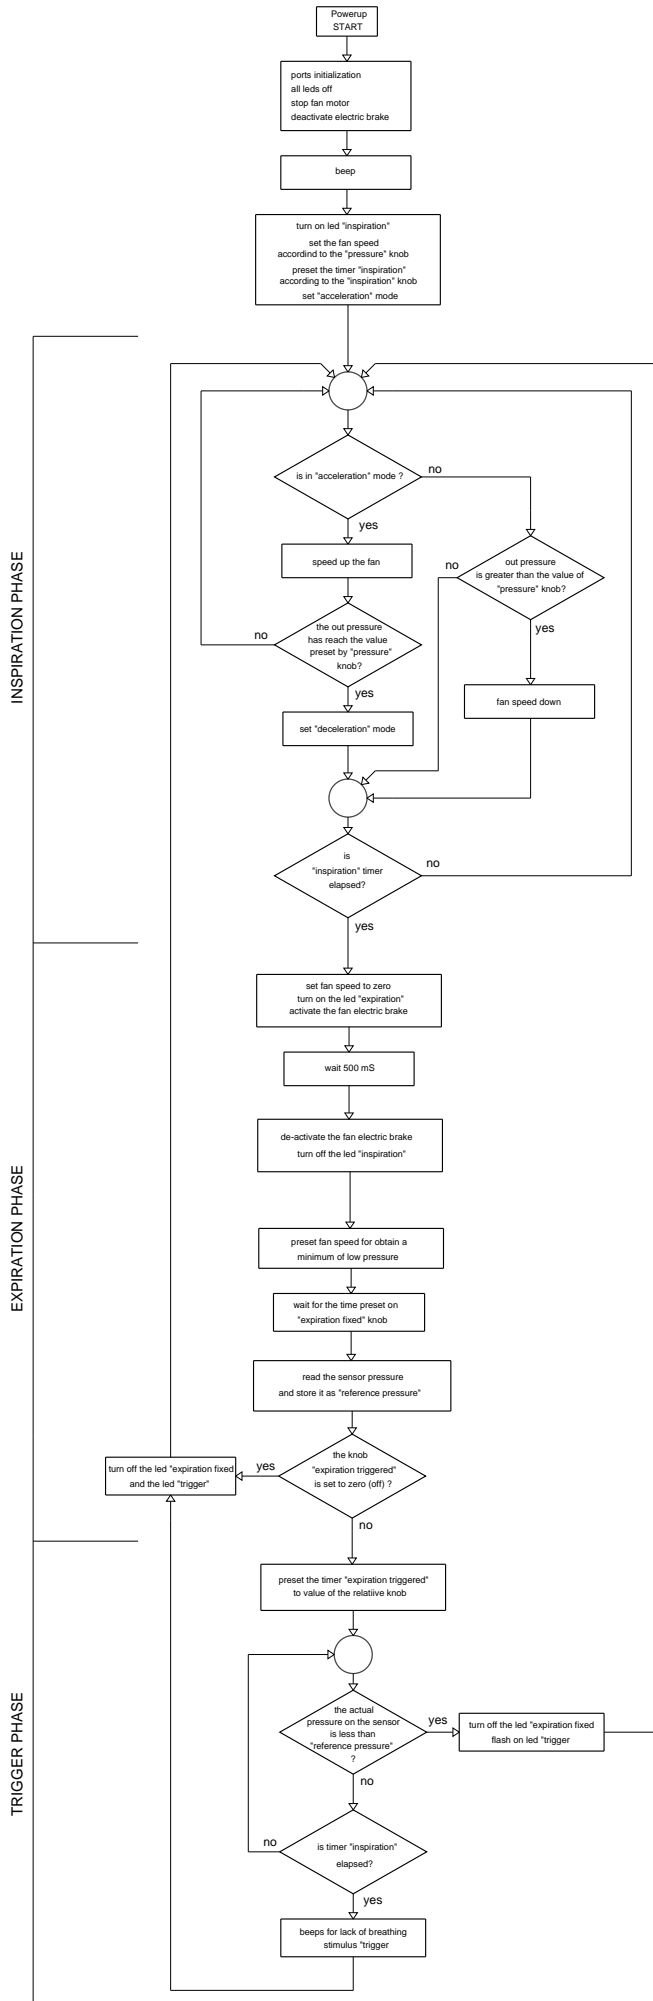 Powerup
START
ports initialization
all leds off
stop fan motor
deactivate electric brake
beep
turn on led "inspiration"
set the fan speed
accordind to the "pressure" knob
preset the timer "inspiration"
according to the "inspiration" knob
set "acceleration" mode
INSPIRATION PHASE
is in "acceleration" mode ?
no
yes
speed up the fan
no
out pressure
is greater than the value of
"pressure" knob?
yes
no
the out pressure
has reach the value
preset by "pressure"
knob?
yes
fan speed down
set "deceleration" mode
is
"inspiration" timer
elapsed?
no
yes
EXPIRATION PHASE
set fan speed to zero
turn on the led "expiration"
activate the fan electric brake
wait 500 mS
de-activate the fan electric brake
turn off the led "inspiration"
preset fan speed for obtain a
minimum of low pressure
wait for the time preset on
"expiration fixed" knob
read the sensor pressure
and store it as "reference pressure"
the knob
"expiration triggered"
is set to zero (off) ?
yes
turn off the led "expiration fixed
and the led "trigger"
no
TRIGGER PHASE
preset the timer "expiration triggered"
to value of the relatiive knob
the actual
pressure on the sensor
is less than
"reference pressure"
?
yes
turn off the led "expiration fixed
flash on led "trigger
no
is timer "inspiration"
elapsed?
no
yes
beeps for lack of breathing
stimulus "trigger